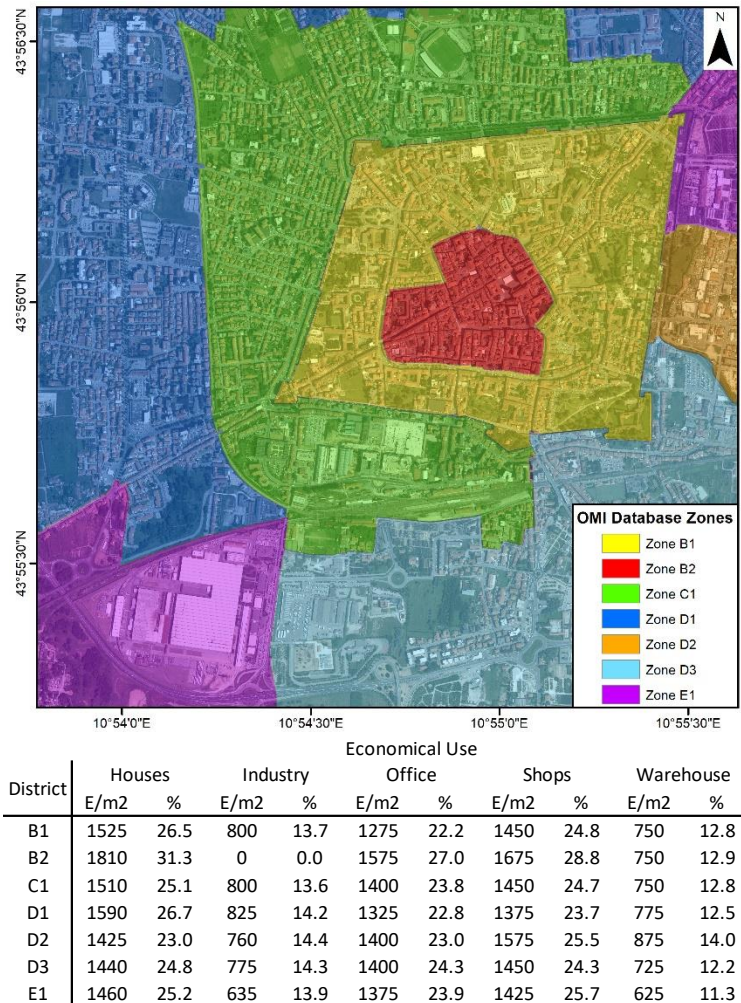 N
43°56'30"N
43°56'0"N
43°55'30"N
OMI Database Zones
Zone B1
Zone B2
Zone C1
Zone D1
Zone D2
Zone D3
Zone E1
10°54'0"E 10°54'30"E 10°55'0"E 10°55'30"E
Economical Use
District Houses Industry Office Shops Warehouse
E/m2 % E/m2 % E/m2 % E/m2 % E/m2 %
B1 1525 26.5 800 13.7 1275 22.2 1450 24.8 750 12.8
B2 1810 31.3 0 0.0 1575 27.0 1675 28.8 750 12.9
C1 1510 25.1 800 13.6 1400 23.8 1450 24.7 750 12.8
D1 1590 26.7 825 14.2 1325 22.8 1375 23.7 775 12.5
D2 1425 23.0 760 14.4 1400 23.0 1575 25.5 875 14.0
D3 1440 24.8 775 14.3 1400 24.3 1450 24.3 725 12.2
E1 1460 25.2 635 13.9 1375 23.9 1425 25.7 625 11.3